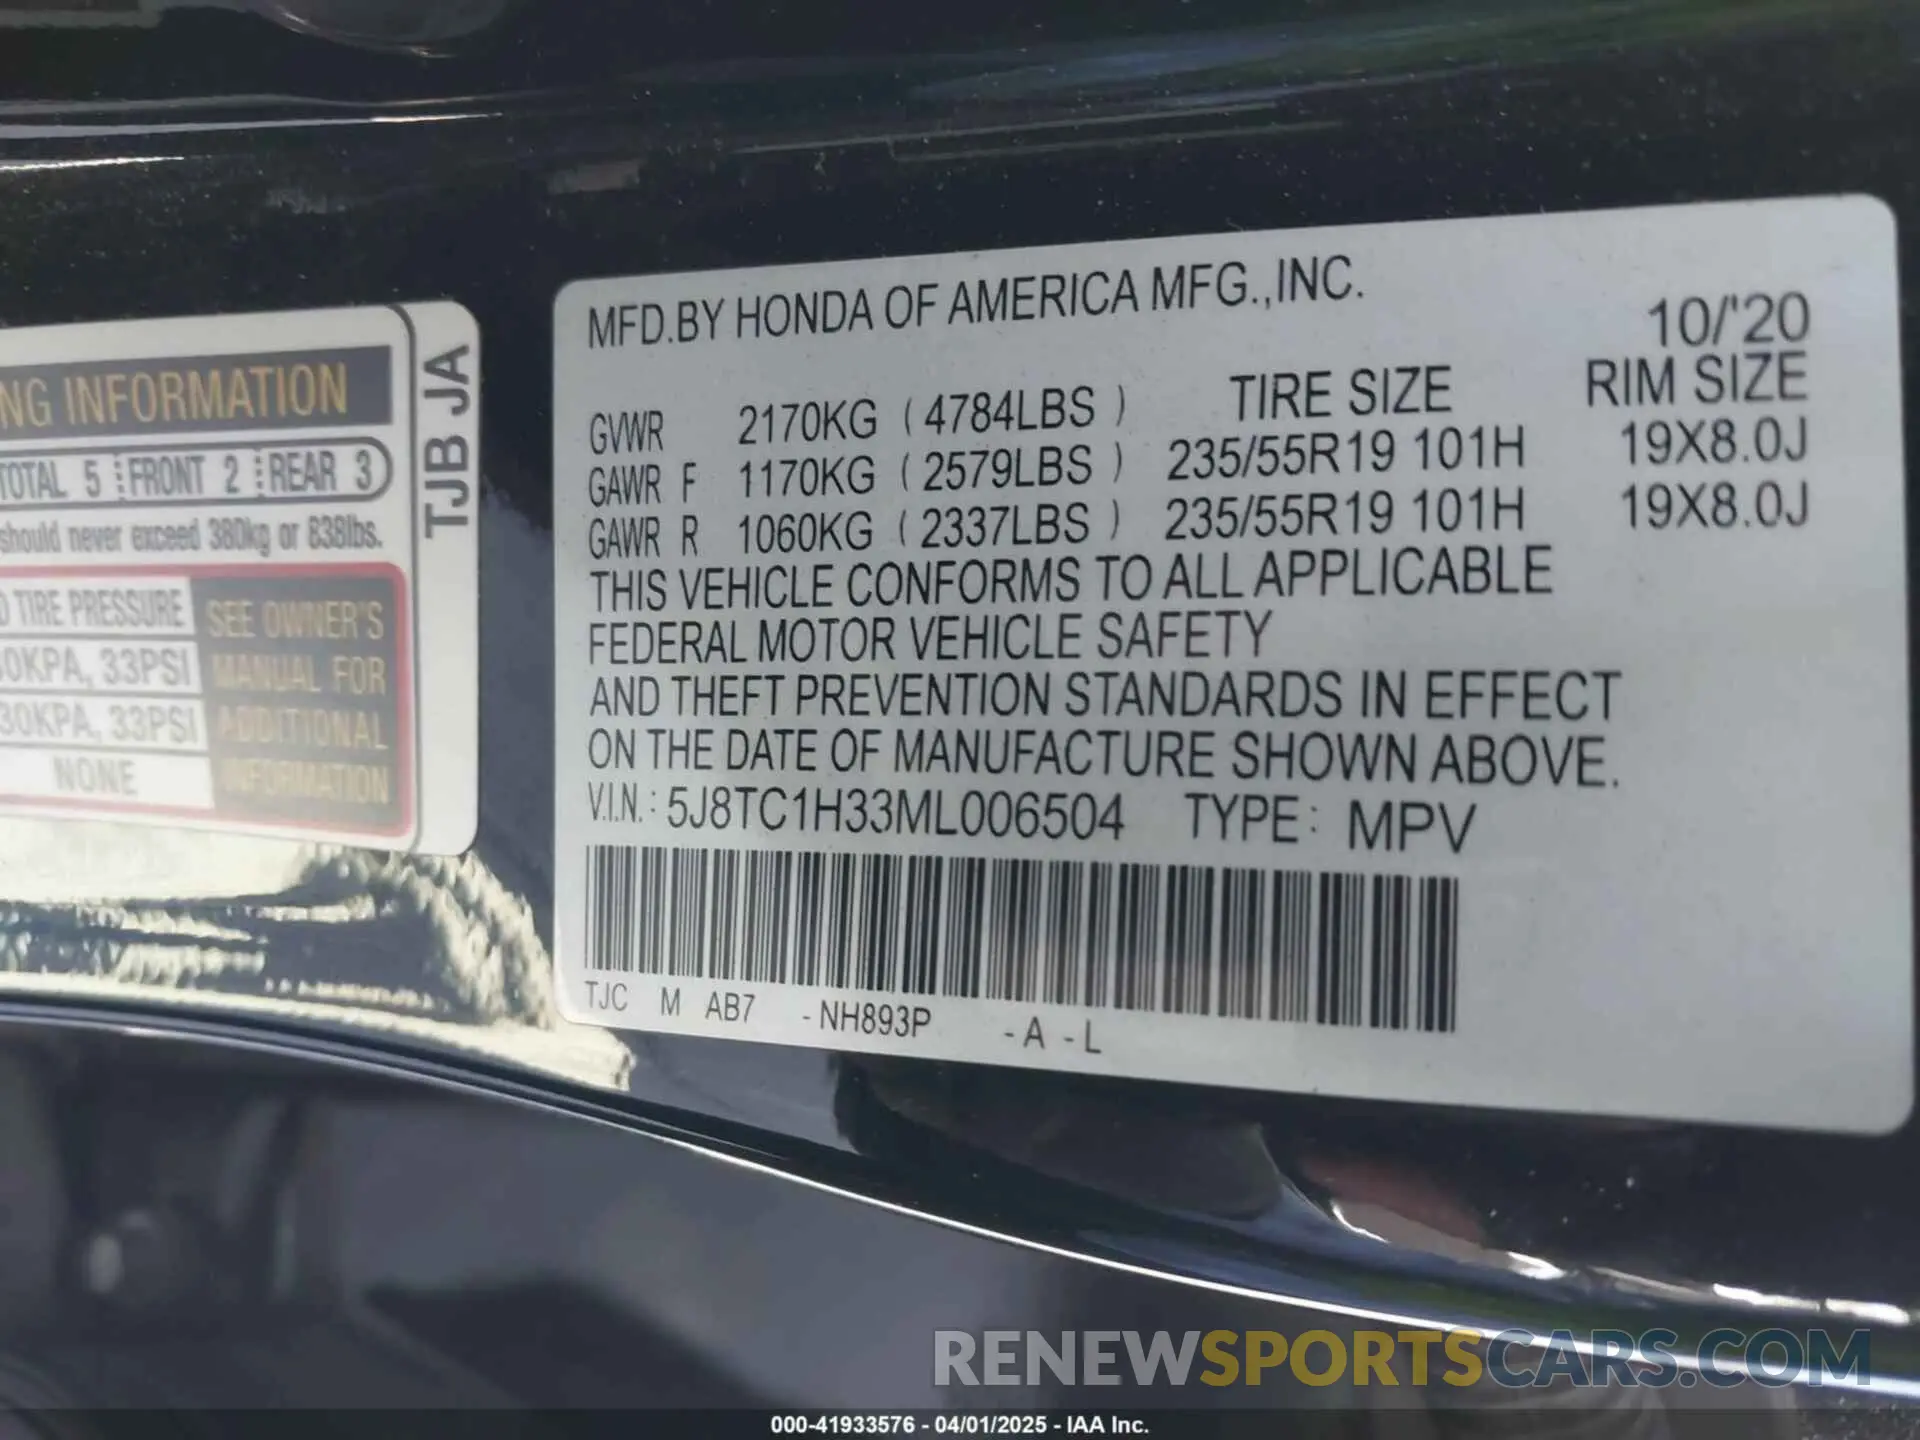 NG INFORMATION
TOTAL 5 FRONT 2 REAR 3
should never exceed 380kg or 838lbs.
TIRE PRESSURE
33PSI
30KPA, 33PSI
NONE
SEE OWNER'S
MANUAL FOR
ADDITIONAL
INFORMATION
TJB JA
MFD.BY HONDA OF AMERICA MFG.,INC.
10/'20
GVWR 2170KG (4784LBS) TIRE SIZE RIM SIZE
GAWR F 1170KG (2579LBS) 235/55R19 101H 19X8.0J
GAWR R 1060KG (2337LBS) 235/55R19 101H 19X8.0J
THIS VEHICLE CONFORMS TO ALL APPLICABLE
FEDERAL MOTOR VEHICLE SAFETY
AND THEFT PREVENTION STANDARDS IN EFFECT
ON THE DATE OF MANUFACTURE SHOWN ABOVE.
V.I.N.: 5J8TC1H33ML006504 TYPE: MPV
TJC M AB7 -NH893P -A -L
RENEWSPORTSCARS.COM
000-41933576 - 04/01/2025 - IAA Inc.